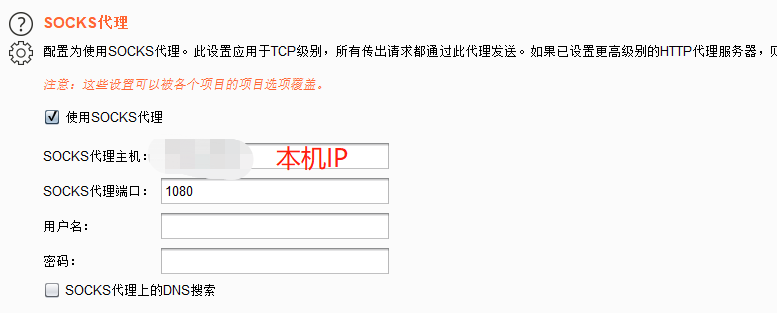 SOCKS代理
配置为使用SOCKS代理。此设置应用于TCP级别，所有传出请求都通过此代理发送。如果已设置更高级别的HTTP代理服务器，
注意：这些设置可以被各个项目的项目选项覆盖。
使用SOCKS代理
SOCKS代理主机： 本机IP
SOCKS代理端口： 1080
用户名：
密码：
SOCKS代理上的DNS搜索